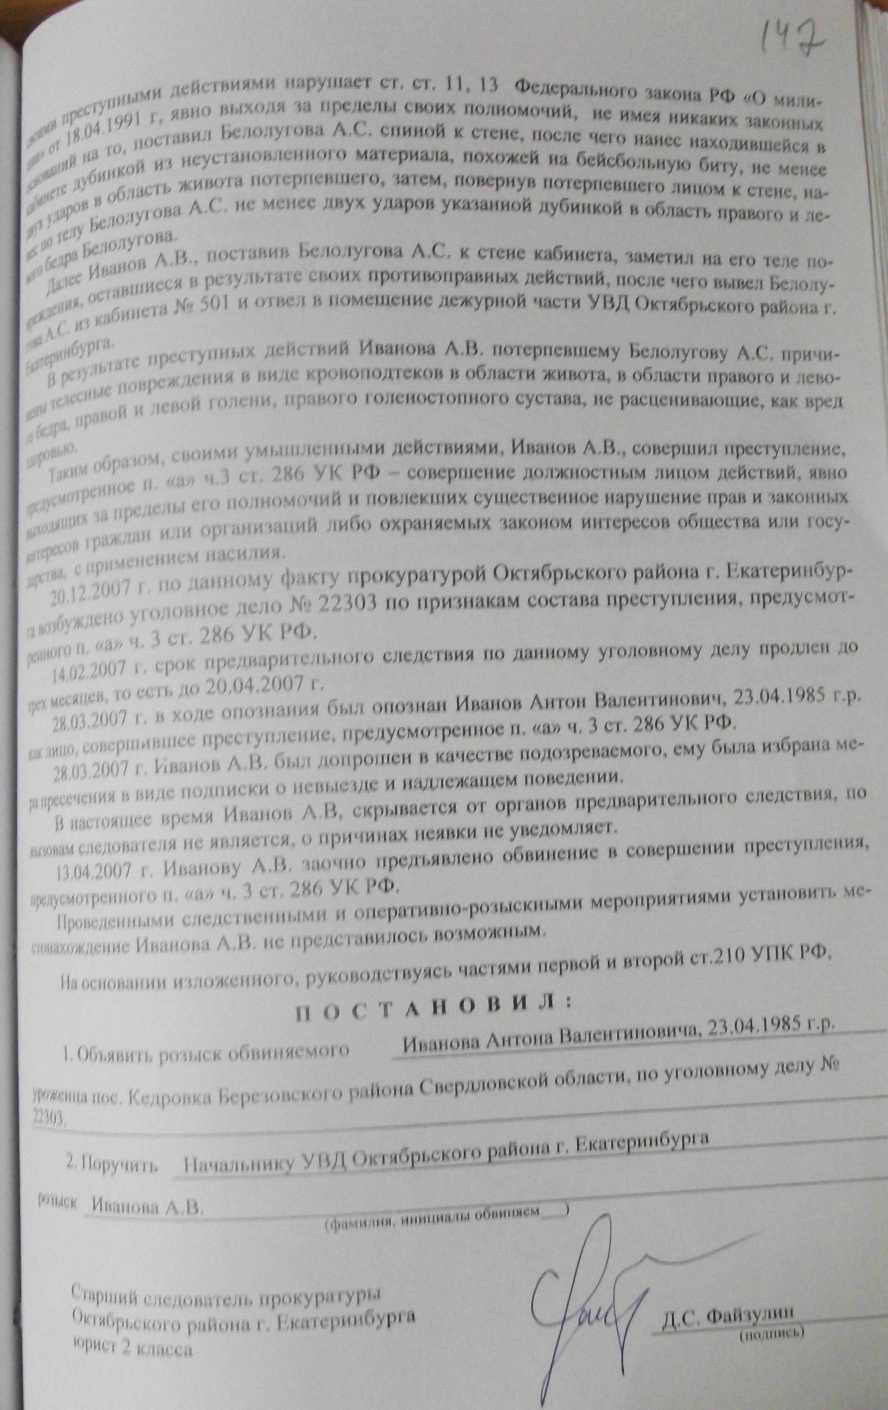 147
преступными действиями нарушает ст. ст. 11, 13 Федерального закона РФ «О мили-
от 18.04.1991 г, явно выходя за пределы своих полномочий, не имея никаких законных
на то, поставил Белолугова А.С. спиной к стене, после чего нанес находившейся в
кабинете дубинкой из неустановленного материала, похожей на бейсбольную биту, не менее
двух ударов в область живота потерпевшего, затем, повернув потерпевшего лицом к стене, на-
по телу Белолугова А.С. не менее двух ударов указанной дубинкой в область правого и ле-
бедра Белолугова.
Далее Иванов А.В., поставив Белолугова А.С. к стене кабинета, заметил на его теле по-
вреждения, оставшиеся в результате своих противоправных действий, после чего вывел Белолу-
гова А.С. из кабинета № 501 и отвел в помещение дежурной части УВД Октябрьского района г.
Екатеринбурга.
В результате преступных действий Иванова А.В. потерпевшему Белолугову А.С. причи-
нены телесные повреждения в виде кровоподтеков в области живота, в области правого и лево-
го бедра, правой и левой голени, правого голеностопного сустава, не расценивающие, как вред
здоровью.
Таким образом, своими умышленными действиями, Иванов А.В., совершил преступление,
предусмотренное п. «а» ч.3 ст. 286 УК РФ – совершение должностным лицом действий, явно
выходящих за пределы его полномочий и повлекших существенное нарушение прав и законных
интересов граждан или организаций либо охраняемых законом интересов общества или госу-
дарства, с применением насилия.
20.12.2007 г. по данному факту прокуратурой Октябрьского района г. Екатеринбур-
га возбуждено уголовное дело № 22303 по признакам состава преступления, предусмот-
ренного п. «а» ч. 3 ст. 286 УК РФ.
14.02.2007 г. срок предварительного следствия по данному уголовному делу продлен до
трех месяцев, то есть до 20.04.2007 г.
28.03.2007 г. в ходе опознания был опознан Иванов Антон Валентинович, 23.04.1985 г.р.
как лицо, совершившее преступление, предусмотренное п. «а» ч. 3 ст. 286 УК РФ.
28.03.2007 г. Иванов А.В. был допрошен в качестве подозреваемого, ему была избрана ме-
ра пресечения в виде подписки о невыезде и надлежащем поведении.
В настоящее время Иванов А.В, скрывается от органов предварительного следствия, по
вызовам следователя не является, о причинах неявки не уведомляет.
13.04.2007 г. Иванову А.В. заочно предъявлено обвинение в совершении преступления,
предусмотренного п. «а» ч. 3 ст. 286 УК РФ.
Проведенными следственными и оперативно-розыскными мероприятиями установить ме-
стонахождение Иванова А.В. не представилось возможным.
На основании изложенного, руководствуясь частями первой и второй ст.210 УПК РФ,
П О С Т А Н О В И Л :
1. Объявить розыск обвиняемого Иванова Антона Валентиновича, 23.04.1985 г.р.
уроженца пос. Кедровка Березовского района Свердловской области, по уголовному делу №
22303.
2. Поручить Начальнику УВД Октябрьского района г. Екатеринбурга
розыск Иванова А.В.
(фамилия, инициалы обвиняем___)
Старший следователь прокуратуры
Октябрьского района г. Екатеринбурга
юрист 2 класса
Д.С. Файзулин
(подпись)